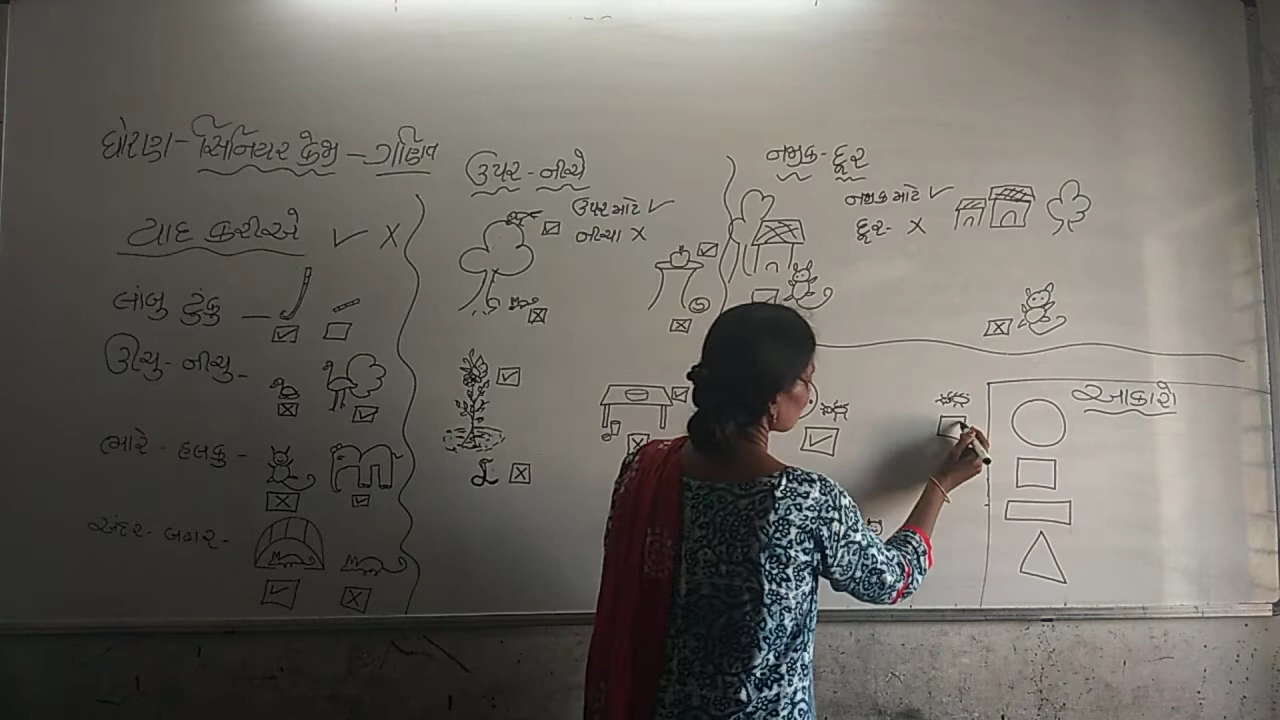 ધોરણ - સિનિયર કેજી - ગણિત
યાદ કરીએ ✓ X
લાંબુ ટુંકુ -
ઊંચુ - નીચુ -
ભારે - હલકુ -
અંદર - બહાર -
ઉપર - નીચે
ઉપર માટે ✓
નીચા X
નજીક - દૂર
નજીક માટે ✓
દૂર - X
આકારો